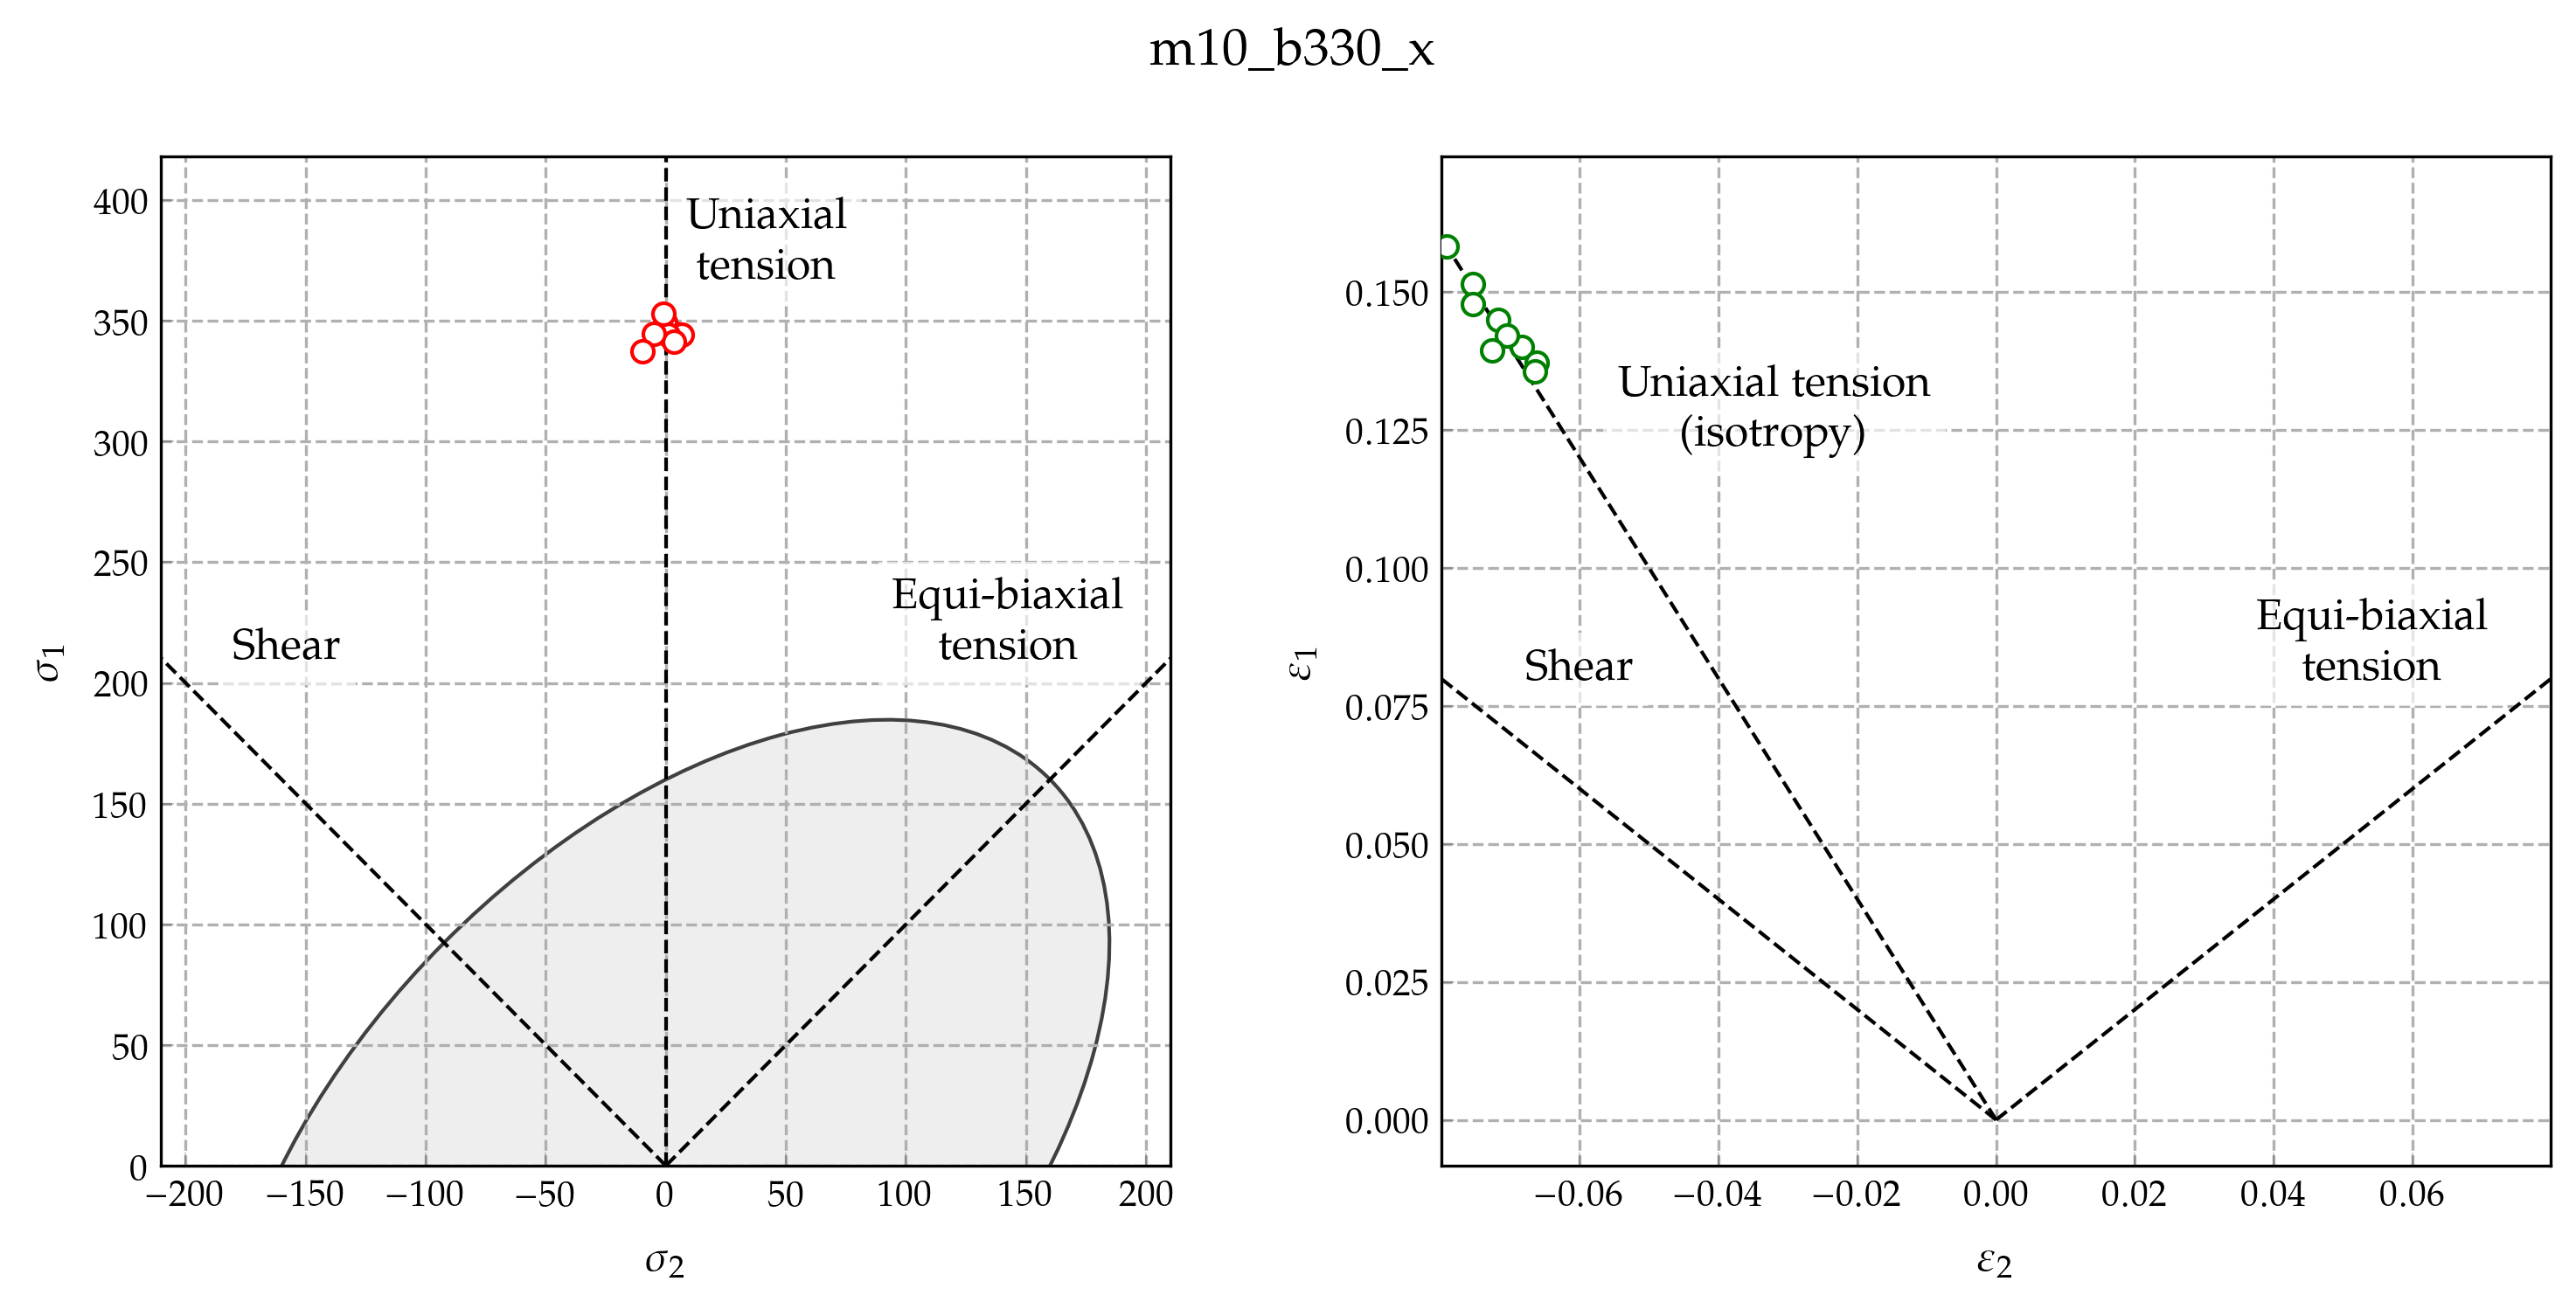 m10_b330_x
400
350
300
250
200
150
100
50
0
σ1
Uniaxial
tension
Shear
Equi-biaxial
tension
−200 −150 −100 −50 0 50 100 150 200
σ2
0.150
0.125
0.100
0.075
0.050
0.025
0.000
ε1
Uniaxial tension
(isotropy)
Shear
Equi-biaxial
tension
−0.06 −0.04 −0.02 0.00 0.02 0.04 0.06
ε2